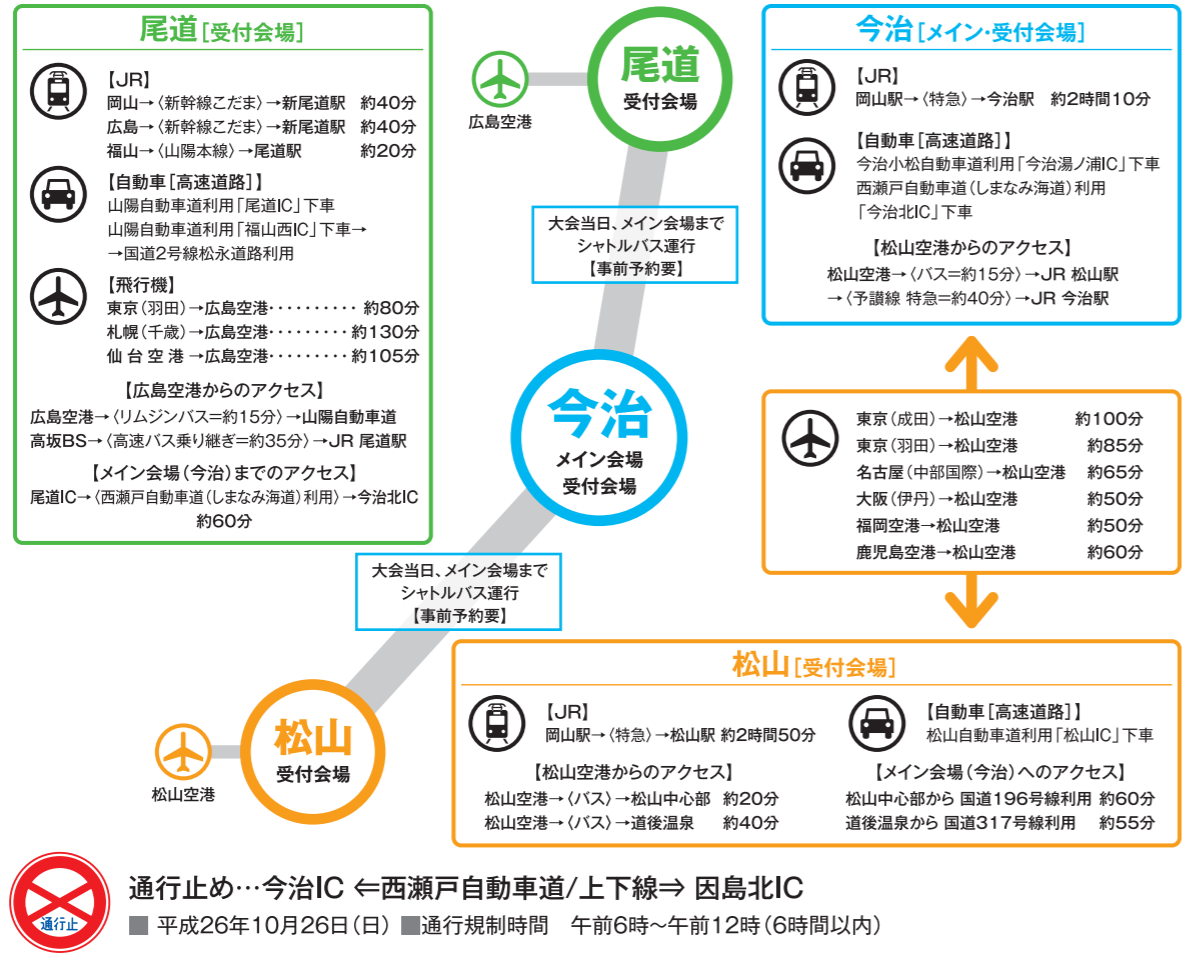 尾道[受付会場]
【JR】
岡山→〈新幹線こだま〉→新尾道駅 約40分
広島→〈新幹線こだま〉→新尾道駅 約40分
福山→〈山陽本線〉→尾道駅 約20分
【自動車[高速道路]】
山陽自動車道利用「尾道IC」下車
山陽自動車道利用「福山西IC」下車→
→国道2号線松永道路利用
【飛行機】
東京(羽田)→広島空港・・・・・・・・・・ 約80分
札幌(千歳)→広島空港・・・・・・・・・約130分
仙台空港→広島空港・・・・・・・・・約105分
【広島空港からのアクセス】
広島空港→〈リムジンバス=約15分〉→山陽自動車道
高坂BS→〈高速バス乗り継ぎ=約35分〉→JR 尾道駅
【メイン会場(今治)までのアクセス】
尾道IC→〈西瀬戸自動車道(しまなみ海道)利用〉→今治北IC
約60分
広島空港
尾道
受付会場
大会当日、メイン会場まで
シャトルバス運行
【事前予約要】
今治
メイン会場
受付会場
大会当日、メイン会場まで
シャトルバス運行
【事前予約要】
松山
受付会場
松山空港
今治[メイン・受付会場]
【JR】
岡山駅→〈特急〉→今治駅 約2時間10分
【自動車[高速道路]】
今治小松自動車道利用「今治湯ノ浦IC」下車
西瀬戸自動車道(しまなみ海道)利用
「今治北IC」下車
【松山空港からのアクセス】
松山空港→〈バス=約15分〉→JR 松山駅
→〈予讃線 特急=約40分〉→JR 今治駅
東京(成田)→松山空港 約100分
東京(羽田)→松山空港 約85分
名古屋(中部国際)→松山空港 約65分
大阪(伊丹)→松山空港 約50分
福岡空港→松山空港 約50分
鹿児島空港→松山空港 約60分
松山[受付会場]
【JR】
岡山駅→〈特急〉→松山駅 約2時間50分
【松山空港からのアクセス】
松山空港→〈バス〉→松山中心部 約20分
松山空港→〈バス〉→道後温泉 約40分
【自動車[高速道路]】
松山自動車道利用「松山IC」下車
【メイン会場(今治)へのアクセス】
松山中心部から 国道196号線利用 約60分
道後温泉から 国道317号線利用 約55分
通行止
通行止め…今治IC ⇐西瀬戸自動車道/上下線⇒ 因島北IC
■ 平成26年10月26日(日) ■通行規制時間 午前6時～午前12時(6時間以内)